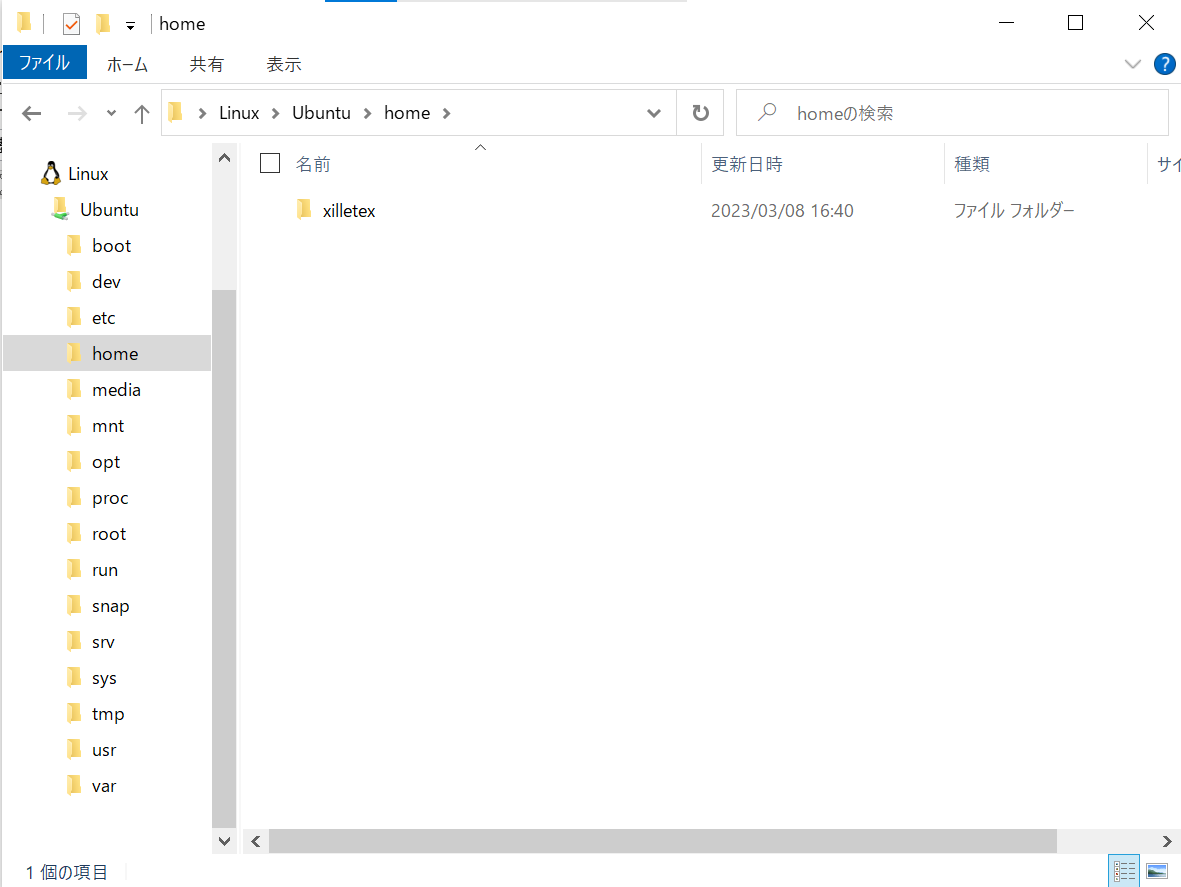 home
ファイル ホーム 共有 表示
Linux Ubuntu home
homeの検索
名前 更新日時 種類 サイ
xilletex 2023/03/08 16:40 ファイル フォルダー
Linux
Ubuntu
boot
dev
etc
home
media
mnt
opt
proc
root
run
snap
srv
sys
tmp
usr
var
1 個の項目